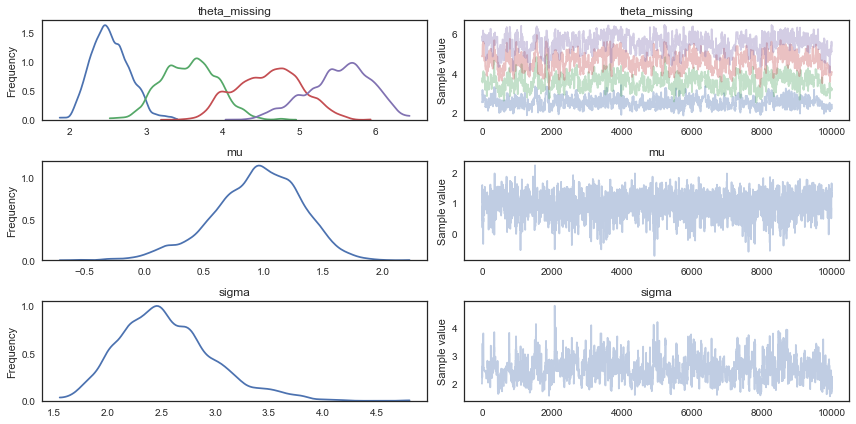 theta_missing
Frequency
1.5
1.0
0.5
0.0
2 3 4 5 6
theta_missing
Sample value
6
4
2
0 2000 4000 6000 8000 10000
mu
Frequency
1.0
0.5
0.0
−0.5 0.0 0.5 1.0 1.5 2.0
mu
Sample value
2
1
0
0 2000 4000 6000 8000 10000
sigma
Frequency
1.0
0.5
0.0
1.5 2.0 2.5 3.0 3.5 4.0 4.5
sigma
Sample value
4
3
2
0 2000 4000 6000 8000 10000